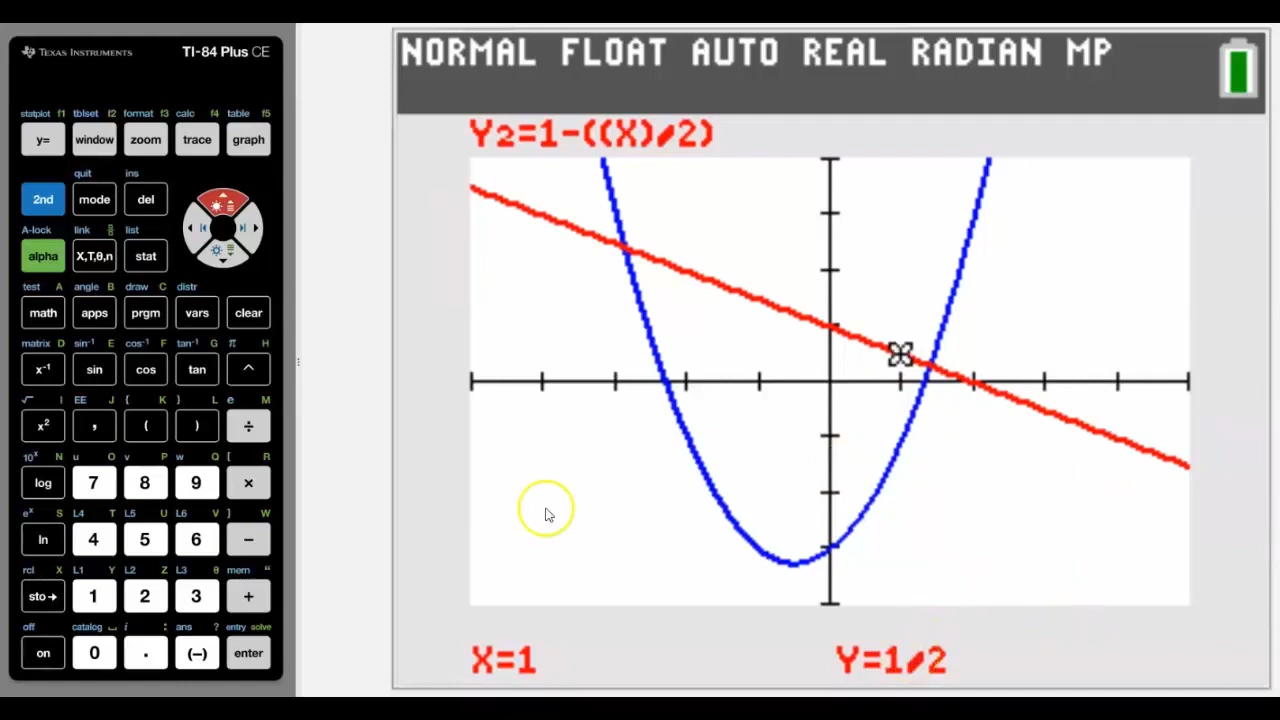 TEXAS INSTRUMENTS TI-84 Plus CE
statplot f1 tblset f2 format f3 calc f4 table f5
y= window zoom trace graph
quit ins
2nd mode del
A-lock link list
alpha X,T,θ,n stat
test A angle B draw C distr
math apps prgm vars clear
matrix D sin⁻¹ E cos⁻¹ F tan⁻¹ G π H
x⁻¹ sin cos tan ^
√ I EE J { K } L e M
x² , ( ) ÷
10ˣ N u O v P w Q [ R
log 7 8 9 ×
eˣ S L4 T L5 U L6 V ] W
ln 4 5 6 −
rcl X L1 Y L2 Z L3 θ mem "
sto→ 1 2 3 +
off catalog ⎵ i : ans ? entry solve
on 0 . (−) enter
NORMAL FLOAT AUTO REAL RADIAN MP
Y2=1-((X)/2)
X=1 Y=1/2